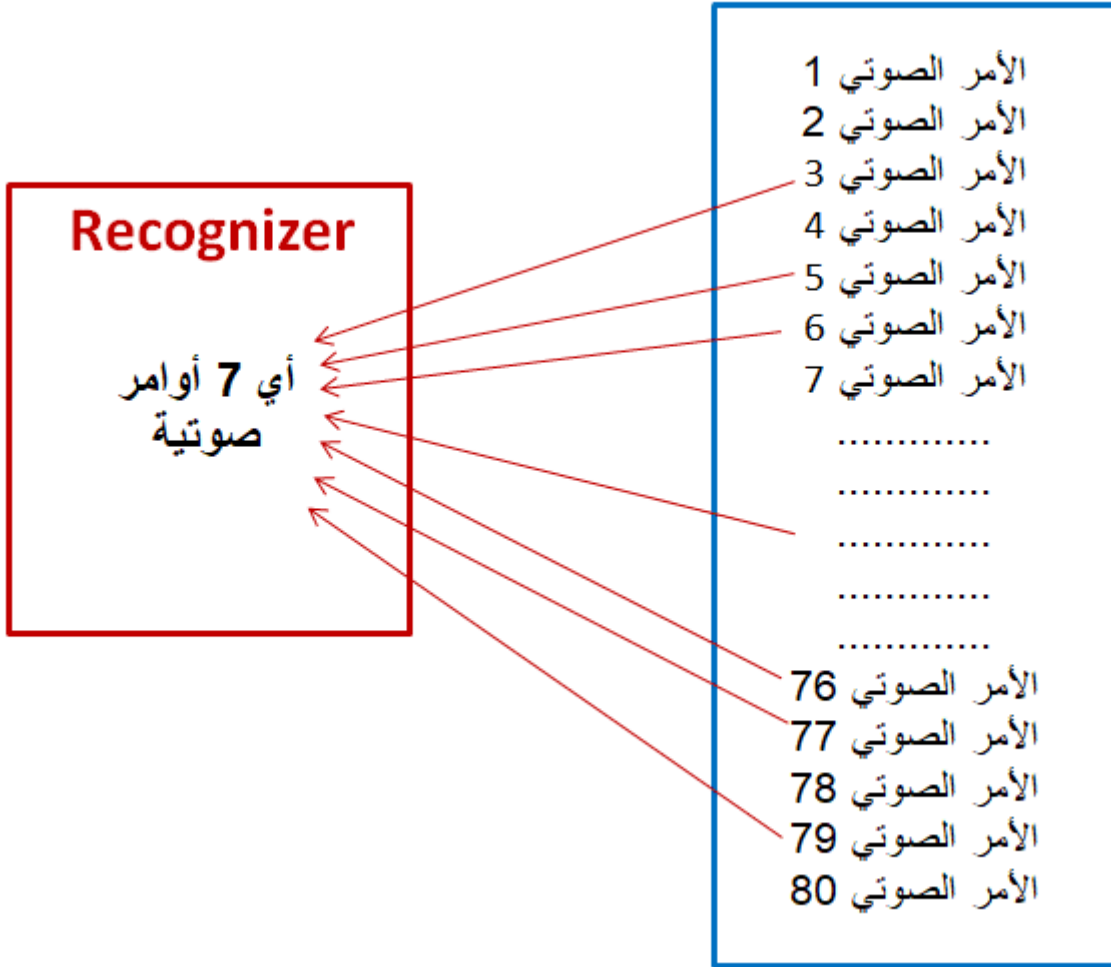 Recognizer
أي 7 أوامر
صوتية
الأمر الصوتي 1
الأمر الصوتي 2
الأمر الصوتي 3
الأمر الصوتي 4
الأمر الصوتي 5
الأمر الصوتي 6
الأمر الصوتي 7
.............
.............
.............
.............
.............
الأمر الصوتي 76
الأمر الصوتي 77
الأمر الصوتي 78
الأمر الصوتي 79
الأمر الصوتي 80